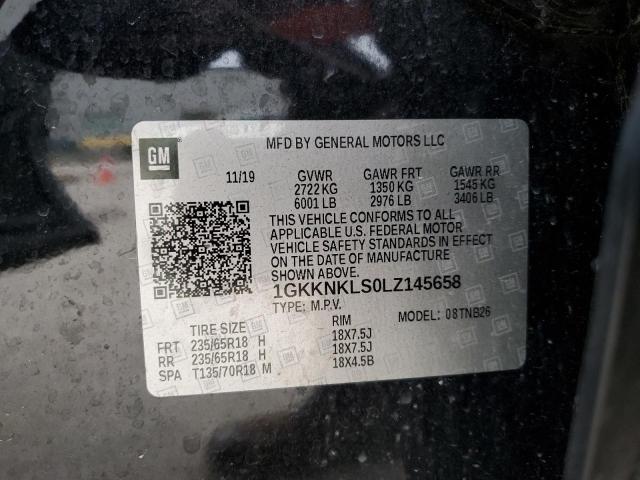 GM
MFD BY GENERAL MOTORS LLC
11/19 GVWR GAWR FRT GAWR RR
2722 KG 1350 KG 1545 KG
6001 LB 2976 LB 3406 LB
THIS VEHICLE CONFORMS TO ALL
APPLICABLE U.S. FEDERAL MOTOR
VEHICLE SAFETY STANDARDS IN EFFECT
ON THE DATE OF MANUFACTURE
SHOWN ABOVE.
1GKKNKLS0LZ145658
TYPE: M.P.V. MODEL: 08TNB26
TIRE SIZE RIM
FRT 235/65R18 H 18X7.5J
RR 235/65R18 H 18X7.5J
SPA T135/70R18 M 18X4.5B